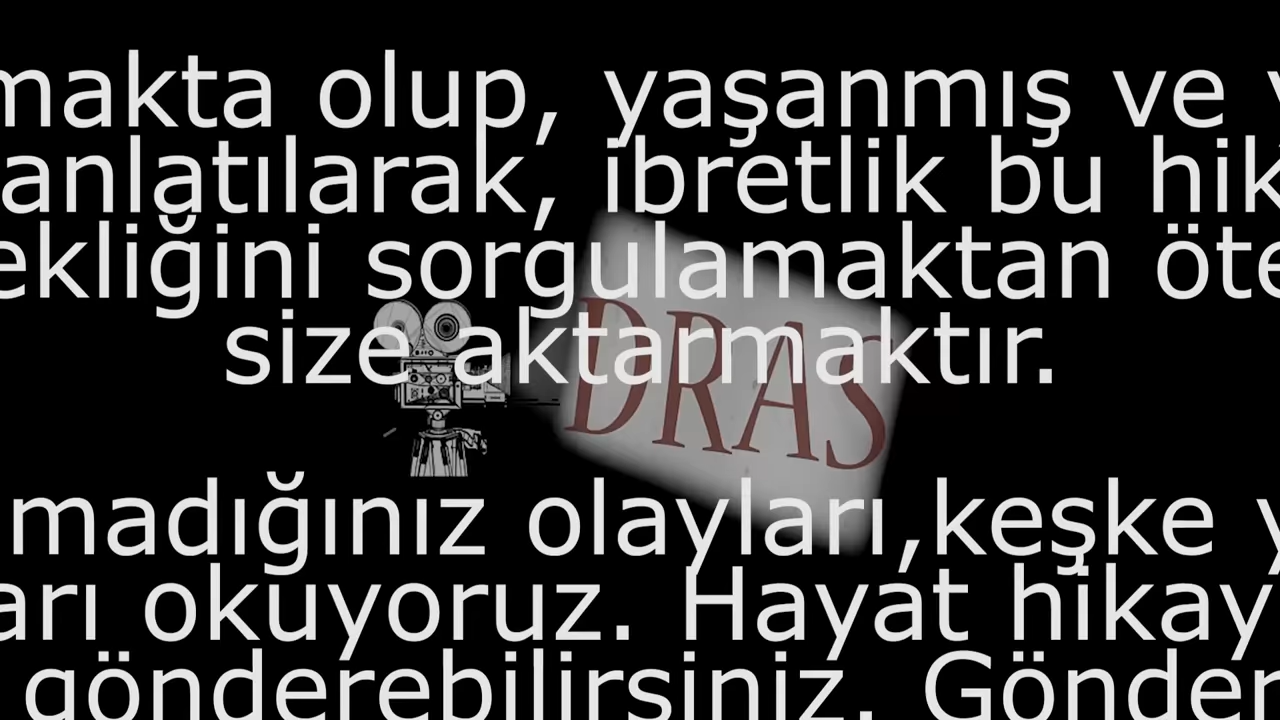 makta olup, yaşanmış ve y
anlatılarak, ibretlik bu hik
ekliğini sorgulamaktan öte
size aktarmaktır.
DRAS
madığınız olayları,keşke y
arı okuyoruz. Hayat hikay
gönderebilirsiniz. Gönder